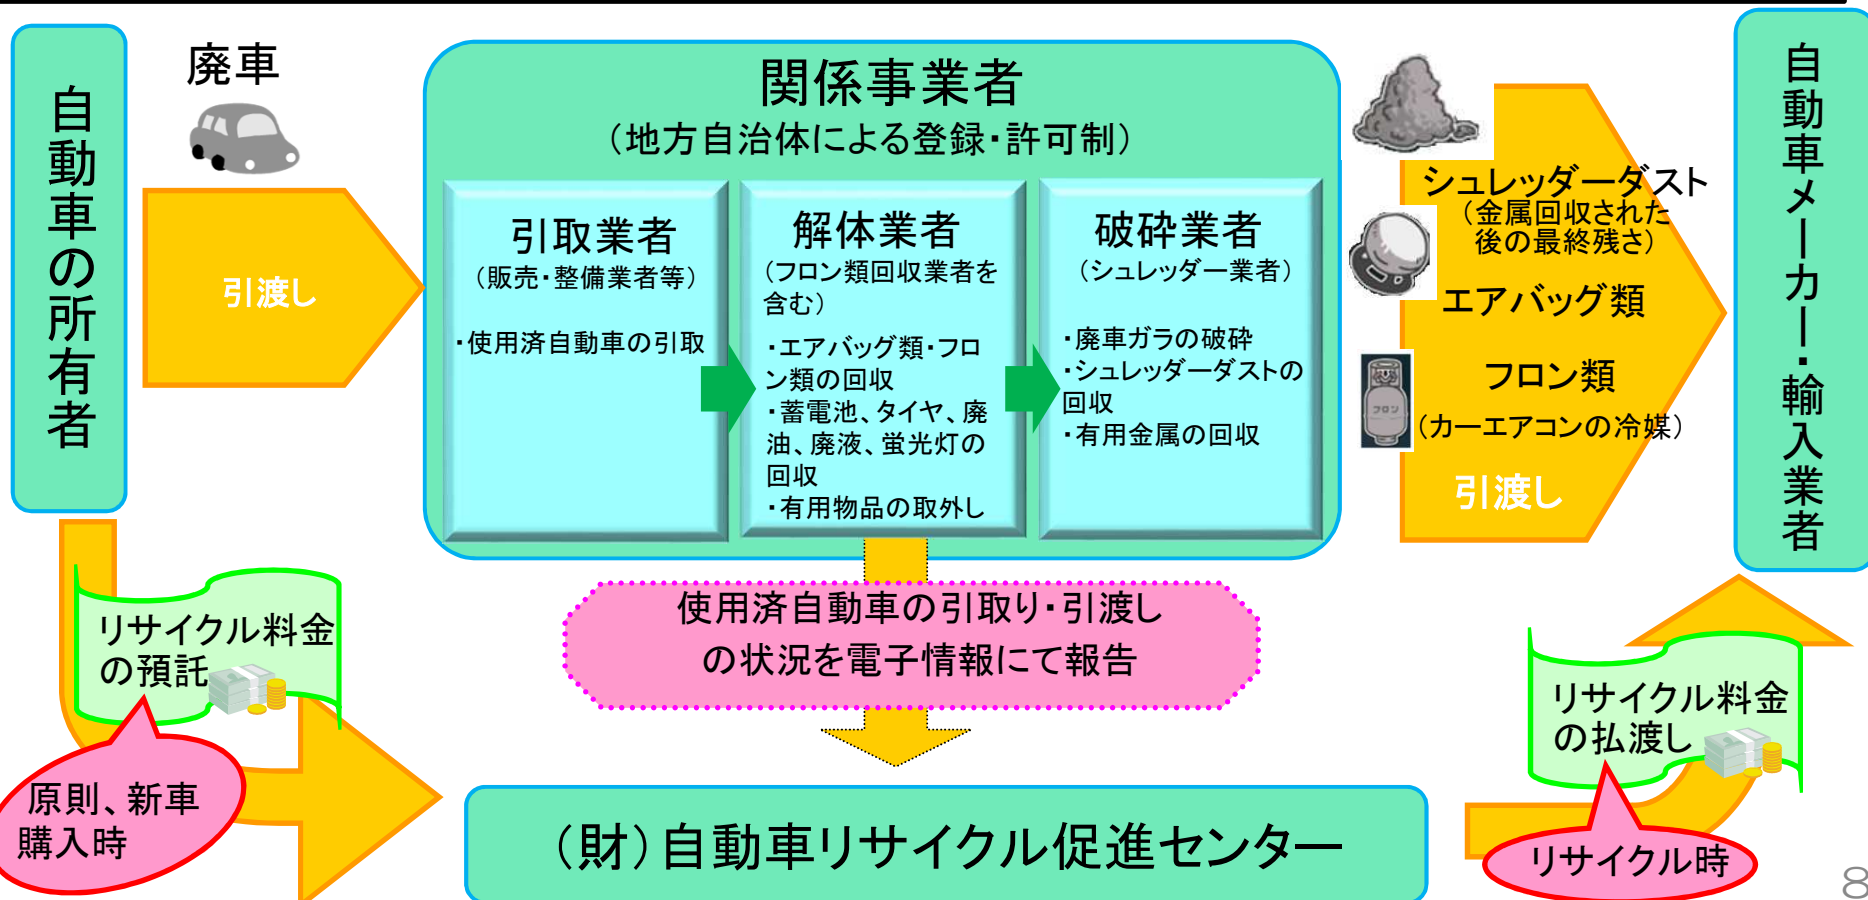 自動車の所有者
廃車
引渡し
関係事業者
（地方自治体による登録・許可制）
引取業者
（販売・整備業者等）
・使用済自動車の引取
解体業者
（フロン類回収業者を
含む）
・エアバッグ類・フロ
ン類の回収
・蓄電池、タイヤ、廃
油、廃液、蛍光灯の
回収
・有用物品の取外し
破砕業者
（シュレッダー業者）
・廃車ガラの破砕
・シュレッダーダストの
回収
・有用金属の回収
シュレッダーダスト
（金属回収された
後の最終残さ）
エアバッグ類
フロン
フロン類
（カーエアコンの冷媒）
引渡し
自動車メーカー・輸入業者
リサイクル料金
の預託
原則、新車
購入時
使用済自動車の引取り・引渡し
の状況を電子情報にて報告
（財）自動車リサイクル促進センター
リサイクル料金
の払渡し
リサイクル時
8